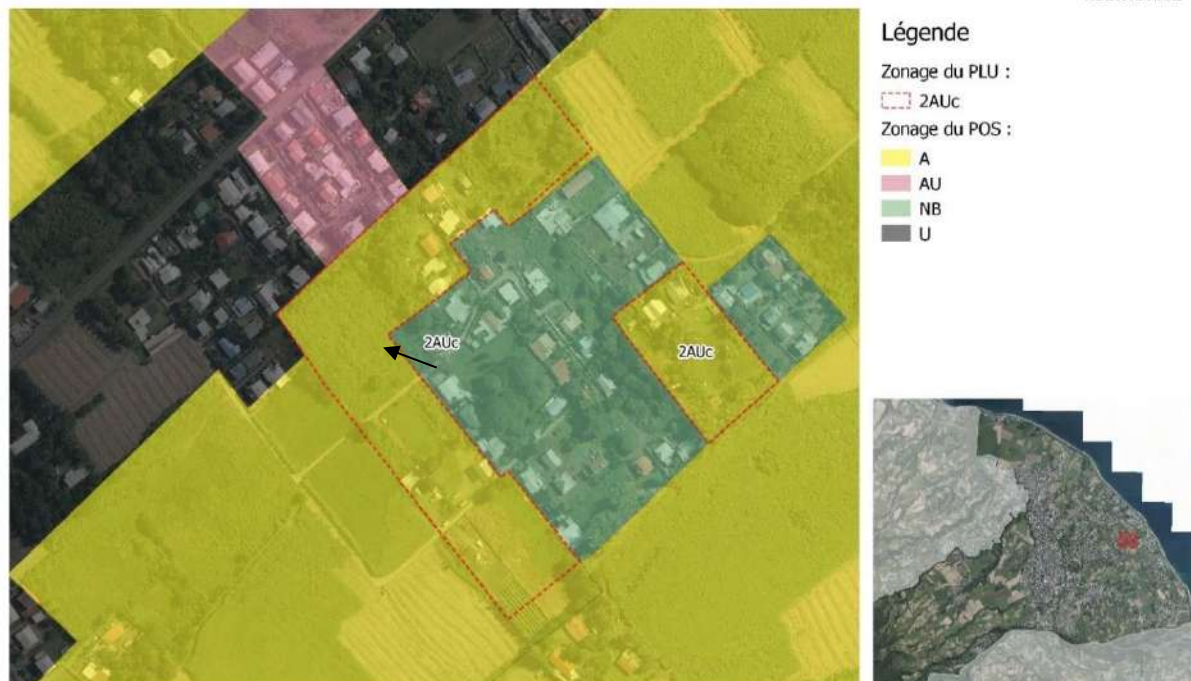 Légende
Zonage du PLU :
2AUc
Zonage du POS :
A
AU
NB
U
2AUc
2AUc